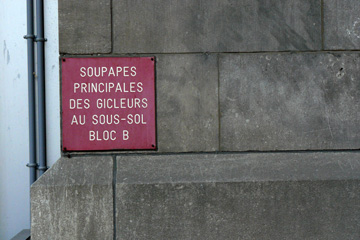 SOUPAPES
PRINCIPALES
DES GICLEURS
AU SOUS-SOL
BLOC B